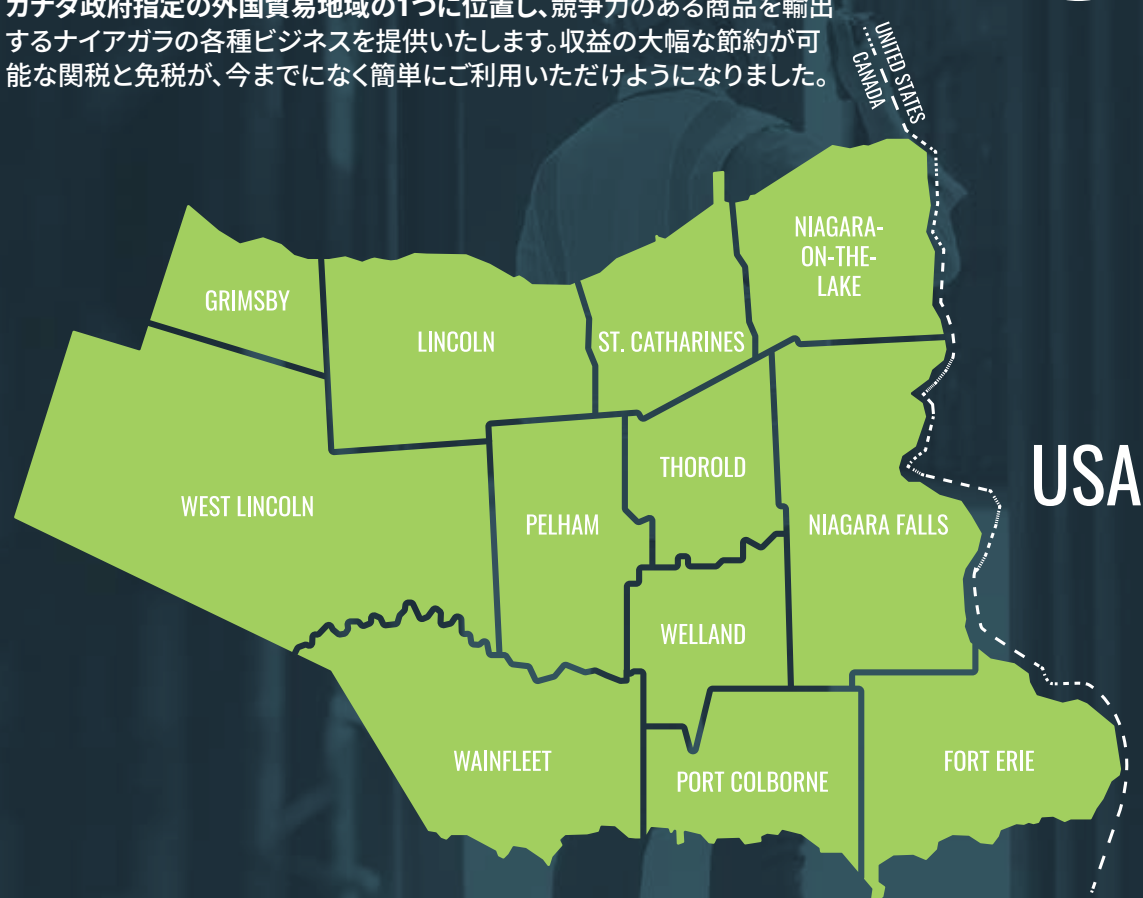 カナダ政府指定の外国貿易地域の1つに位置し、競争力のある商品を輸出
するナイアガラの各種ビジネスを提供いたします。収益の大幅な節約が可
能な関税と免税が、今までになく簡単にご利用いただけようになりました。
UNITED STATES
CANADA
NIAGARA-
ON-THE-
LAKE
GRIMSBY
LINCOLN
ST. CATHARINES
THOROLD
USA
WEST LINCOLN
PELHAM
NIAGARA FALLS
WELLAND
WAINFLEET
PORT COLBORNE
FORT ERIE